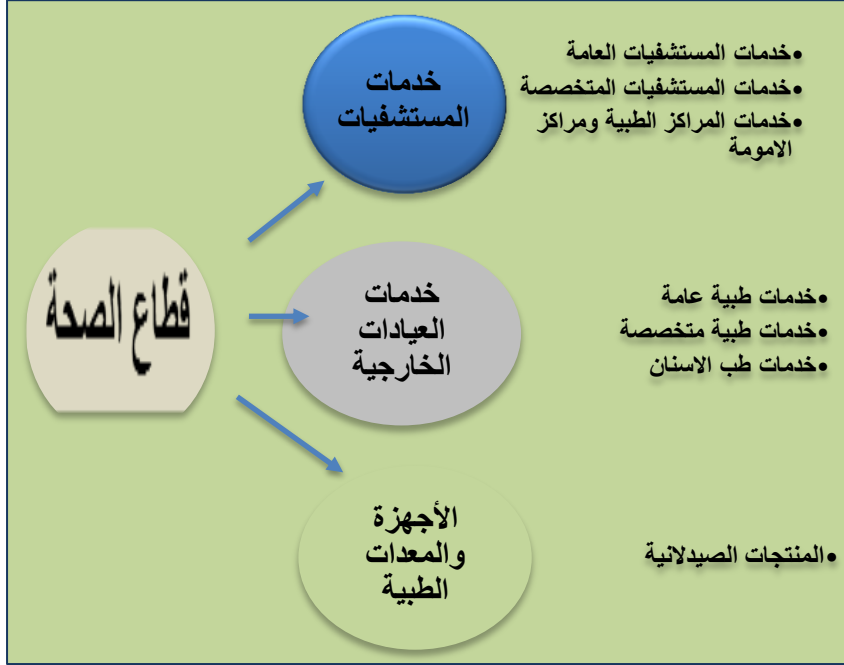 قطاع الصحة
خدمات
المستشفيات
•خدمات المستشفيات العامة
•خدمات المستشفيات المتخصصة
•خدمات المراكز الطبية ومراكز
الامومة
خدمات
العيادات
الخارجية
•خدمات طبية عامة
•خدمات طبية متخصصة
•خدمات طب الاسنان
الأجهزة
والمعدات
الطبية
•المنتجات الصيدلانية